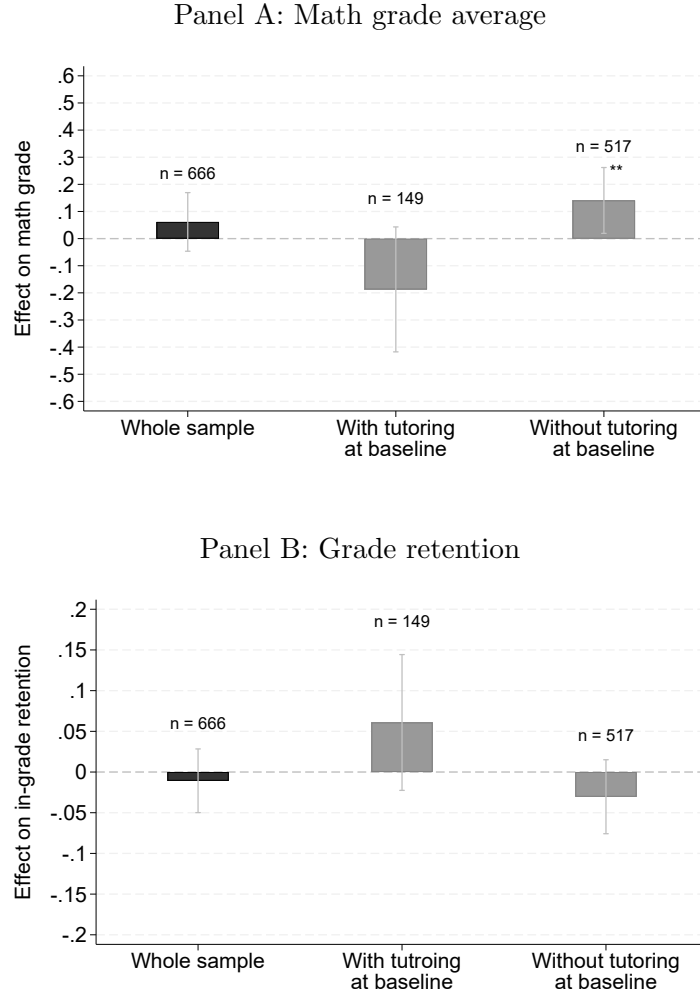 Panel A: Math grade average
Effect on math grade
.6
.5
.4
.3
.2
.1
0
-.1
-.2
-.3
-.4
-.5
-.6
n = 666
n = 149
n = 517
**
Whole sample
With tutoring
at baseline
Without tutoring
at baseline
Panel B: Grade retention
Effect on in-grade retention
.2
.15
.1
.05
0
-.05
-.1
-.15
-.2
n = 666
n = 149
n = 517
Whole sample
With tutroing
at baseline
Without tutoring
at baseline